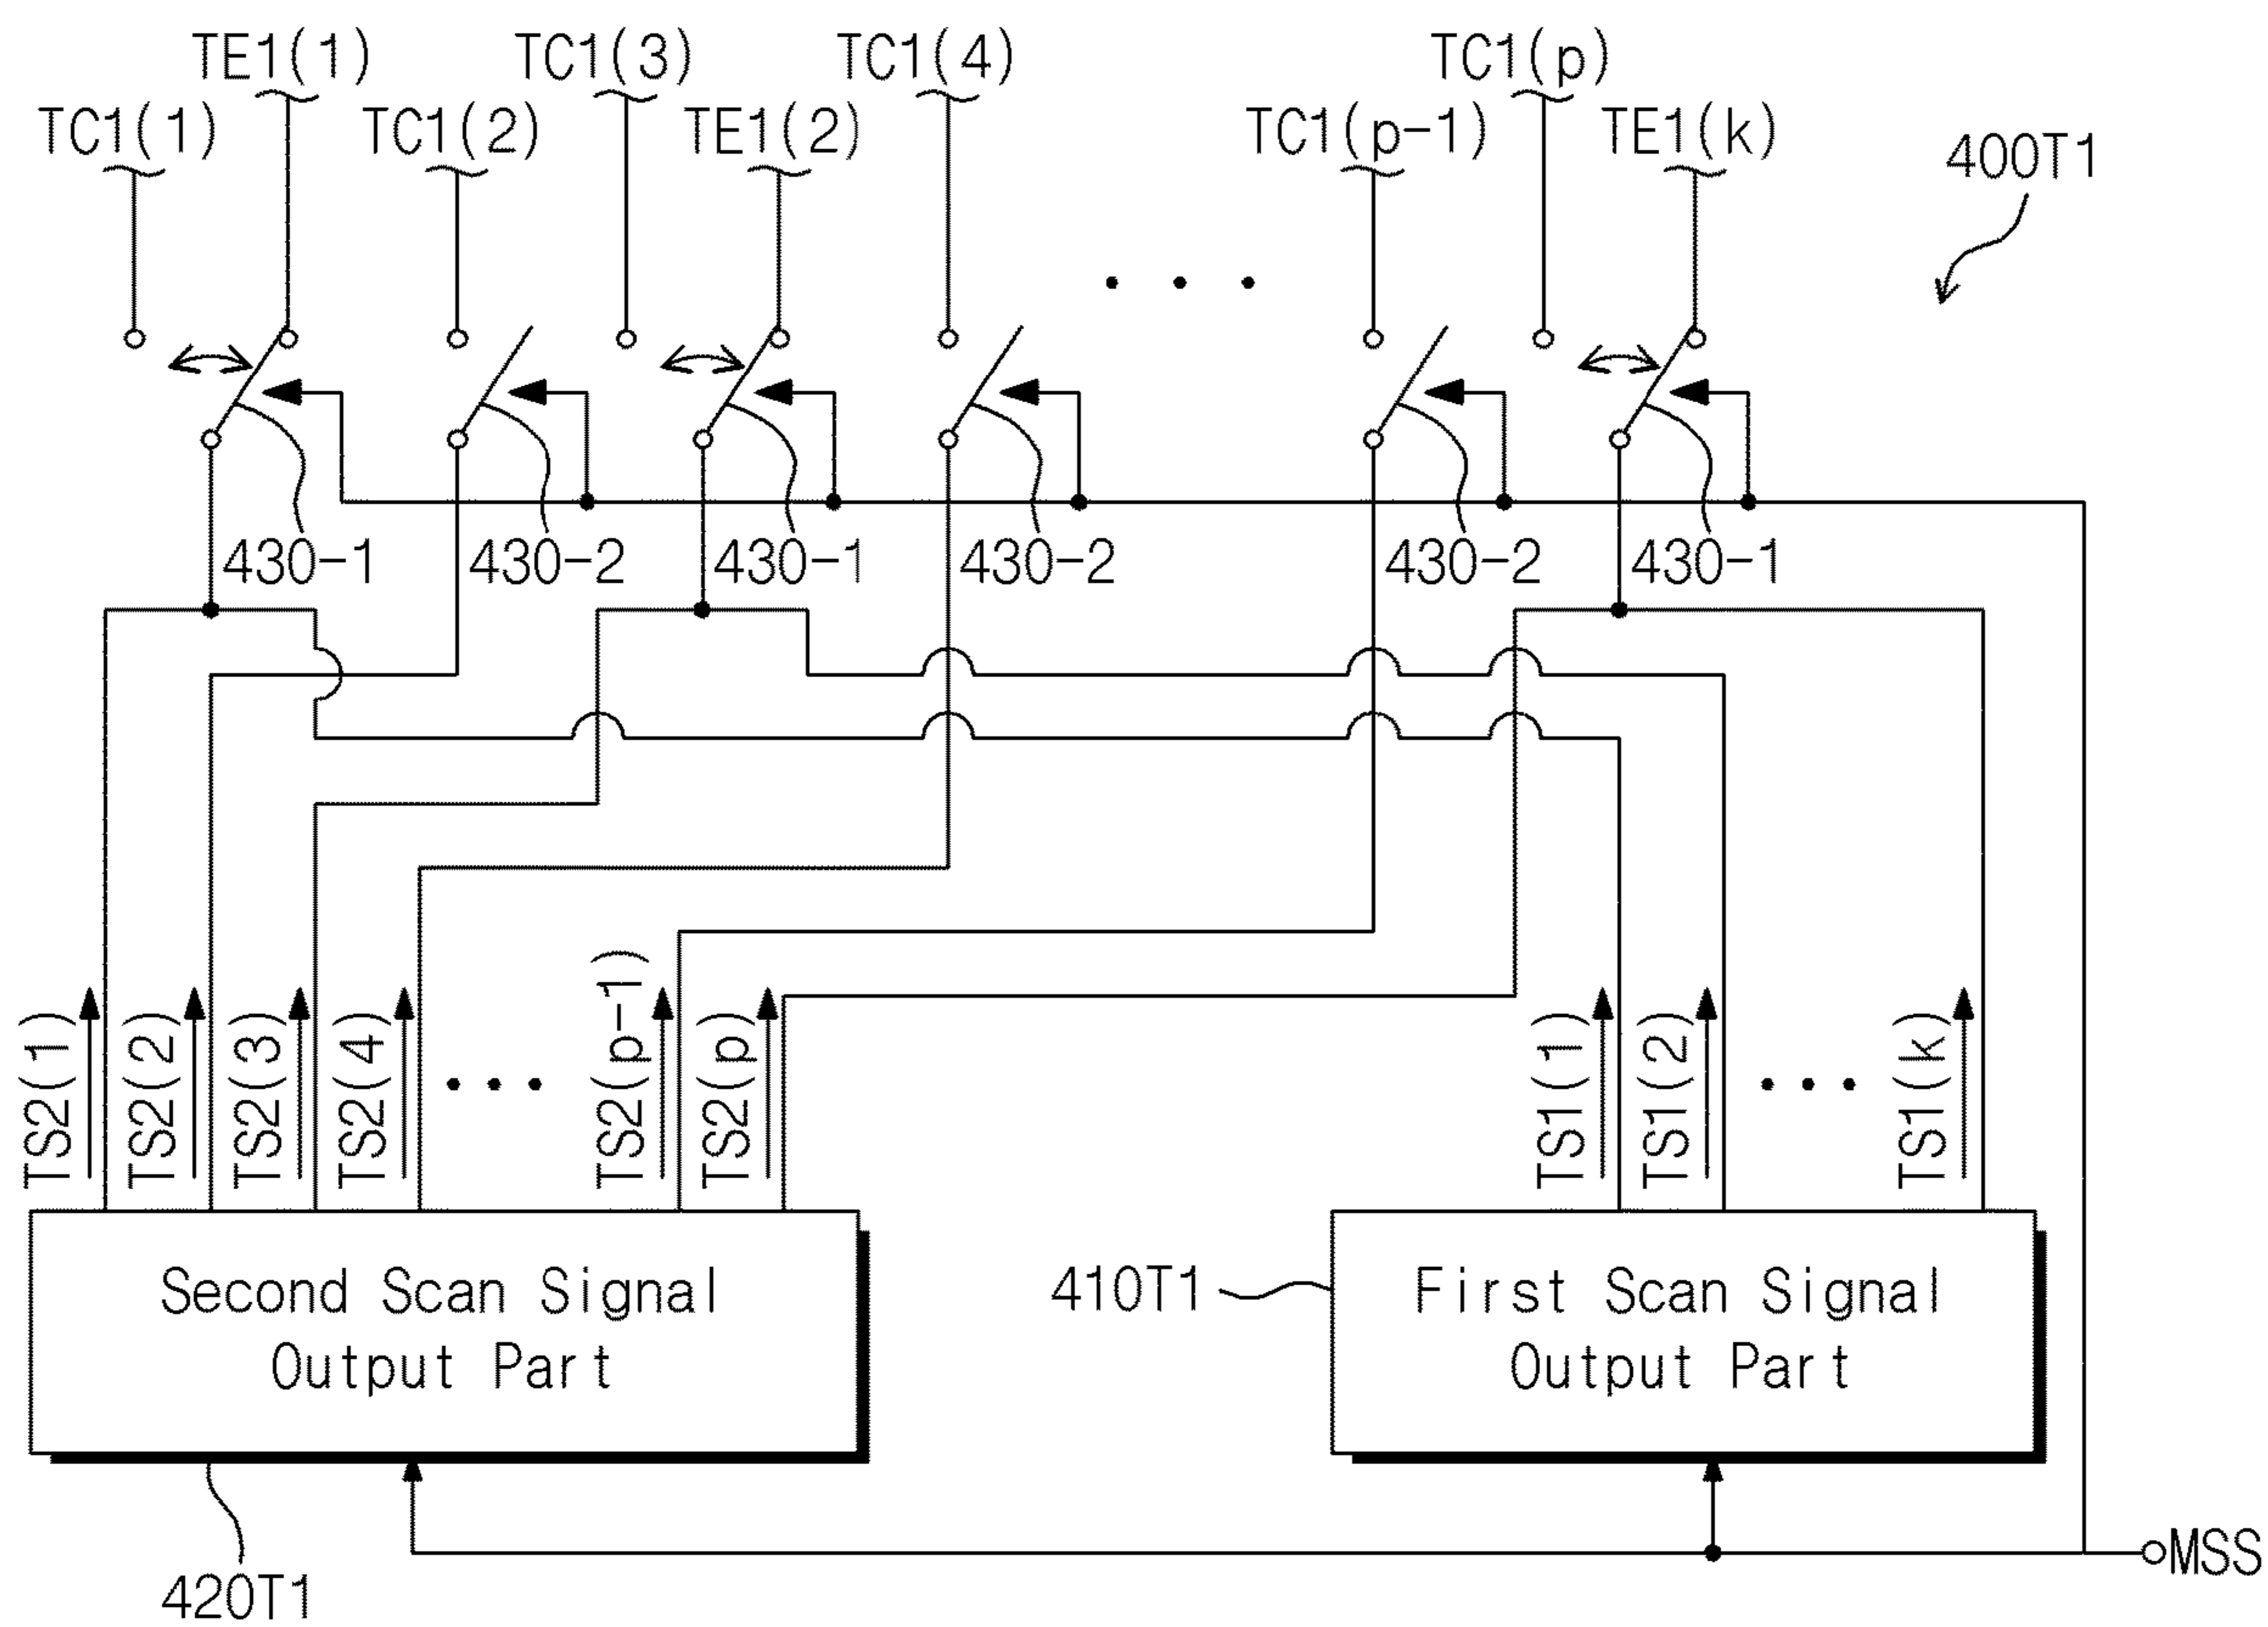 TE1(1) TC1(3) TC1(4) TC1(p)
TC1(1) TC1(2) TE1(2) TC1(p-1) TE1(k)
400T1
430-1 430-2 430-1 430-2 430-2 430-1
TS2(1) TS2(2) TS2(3) TS2(4) TS2(p-1) TS2(p) TS1(1) TS1(2) TS1(k)
Second Scan Signal
Output Part
410T1
First Scan Signal
Output Part
MSS
420T1